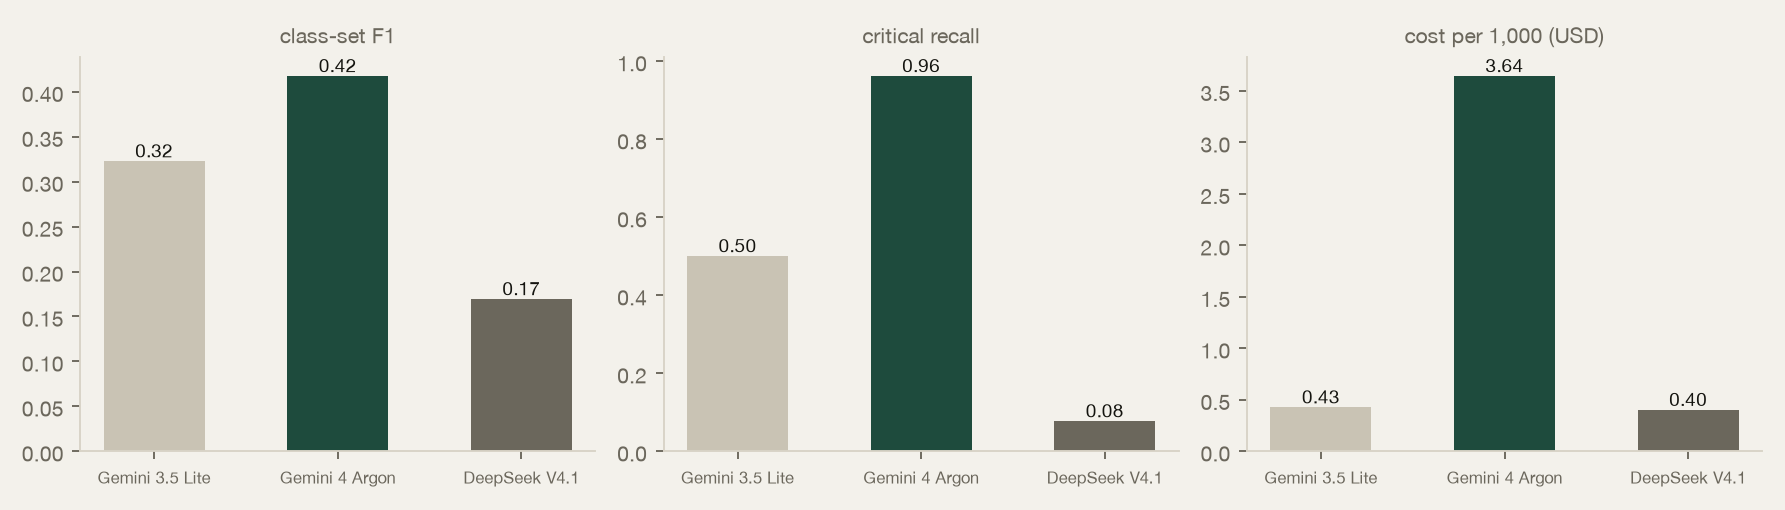 class-set F1
0.40
0.35
0.30
0.25
0.20
0.15
0.10
0.05
0.00
0.32
0.42
0.17
Gemini 3.5 Lite
Gemini 4 Argon
DeepSeek V4.1
critical recall
1.0
0.8
0.6
0.4
0.2
0.0
0.50
0.96
0.08
Gemini 3.5 Lite
Gemini 4 Argon
DeepSeek V4.1
cost per 1,000 (USD)
3.5
3.0
2.5
2.0
1.5
1.0
0.5
0.0
0.43
3.64
0.40
Gemini 3.5 Lite
Gemini 4 Argon
DeepSeek V4.1